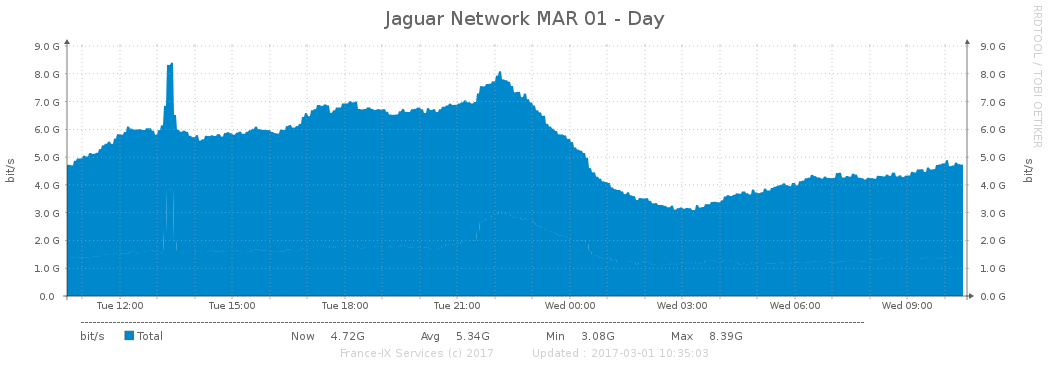 Jaguar Network MAR 01 - Day
RRDTOOL / TOBI OETIKER
bit/s
9.0 G 9.0 G
8.0 G 8.0 G
7.0 G 7.0 G
6.0 G 6.0 G
5.0 G 5.0 G
4.0 G 4.0 G
3.0 G 3.0 G
2.0 G 2.0 G
1.0 G 1.0 G
0.0 0.0 G
bit/s
Tue 12:00 Tue 15:00 Tue 18:00 Tue 21:00 Wed 00:00 Wed 03:00 Wed 06:00 Wed 09:00
bit/s Total Now 4.72G Avg 5.34G Min 3.08G Max 8.39G
France-IX Services (c) 2017 Updated : 2017-03-01 10:35:03